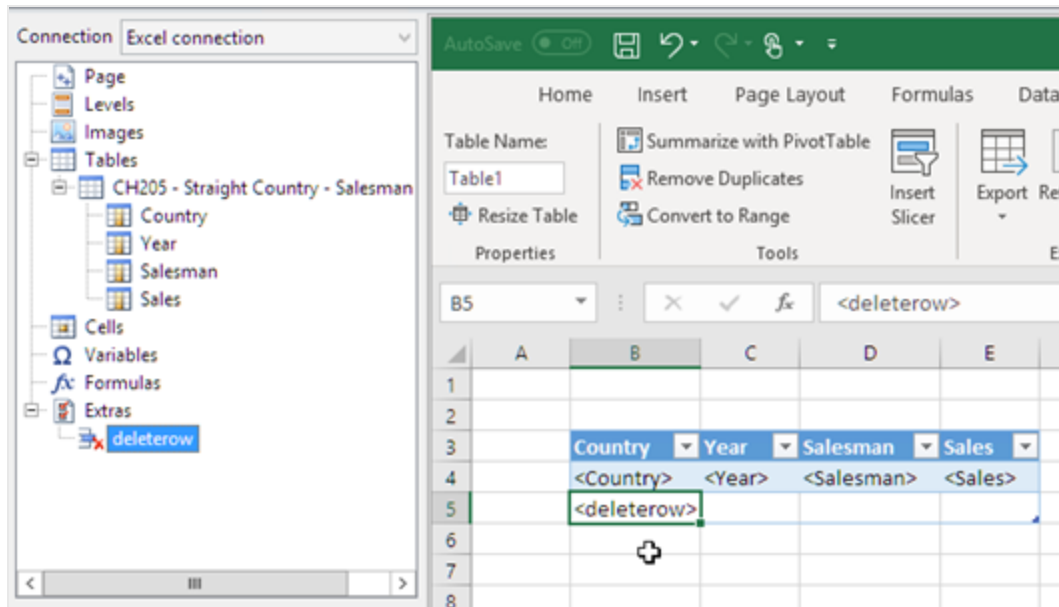 Connection Excel connection
Page
Levels
Images
Tables
CH205 - Straight Country - Salesman
Country
Year
Salesman
Sales
Cells
Variables
Formulas
Extras
deleterow
AutoSave Off
Home Insert Page Layout Formulas Data
Table Name:
Table1
Resize Table
Properties
Summarize with PivotTable
Remove Duplicates
Convert to Range
Tools
Insert
Slicer
Export Re
E
B5 fx <deleterow>
A B C D E
1
2
3 Country Year Salesman Sales
4 <Country> <Year> <Salesman> <Sales>
5 <deleterow>
6
7
8